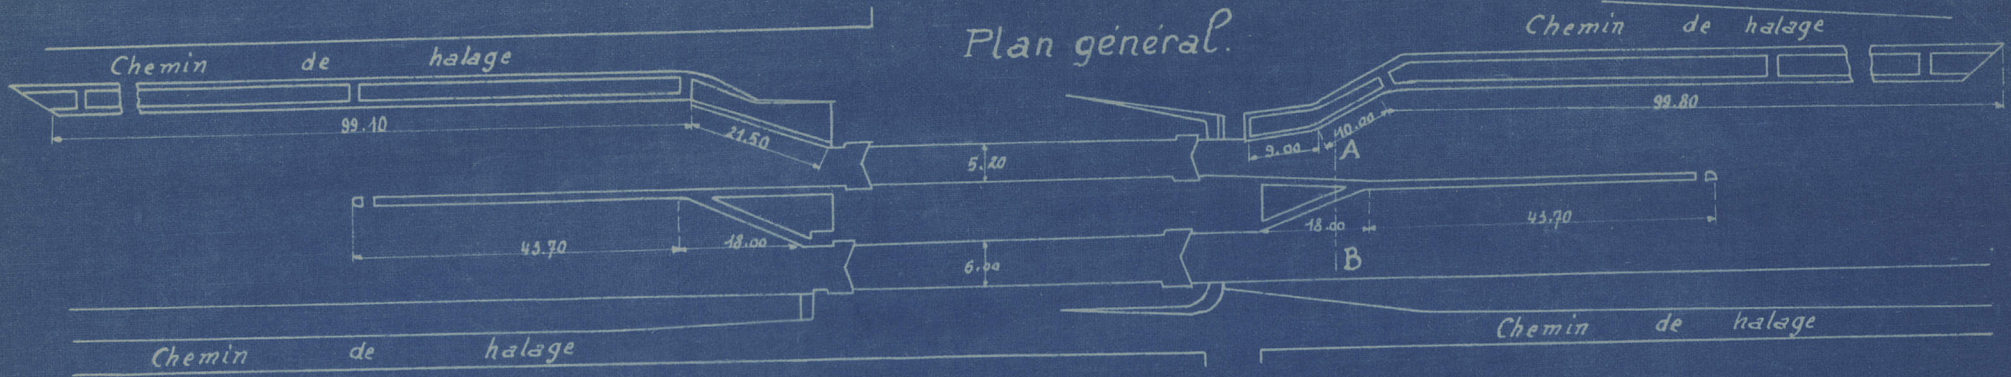 Plan général.
Chemin de halage
Chemin de halage
99.10
21.50
5.20
9.00
10.00
99.80
A
43.70
18.00
6.00
18.00
43.70
B
Chemin de halage
Chemin de halage